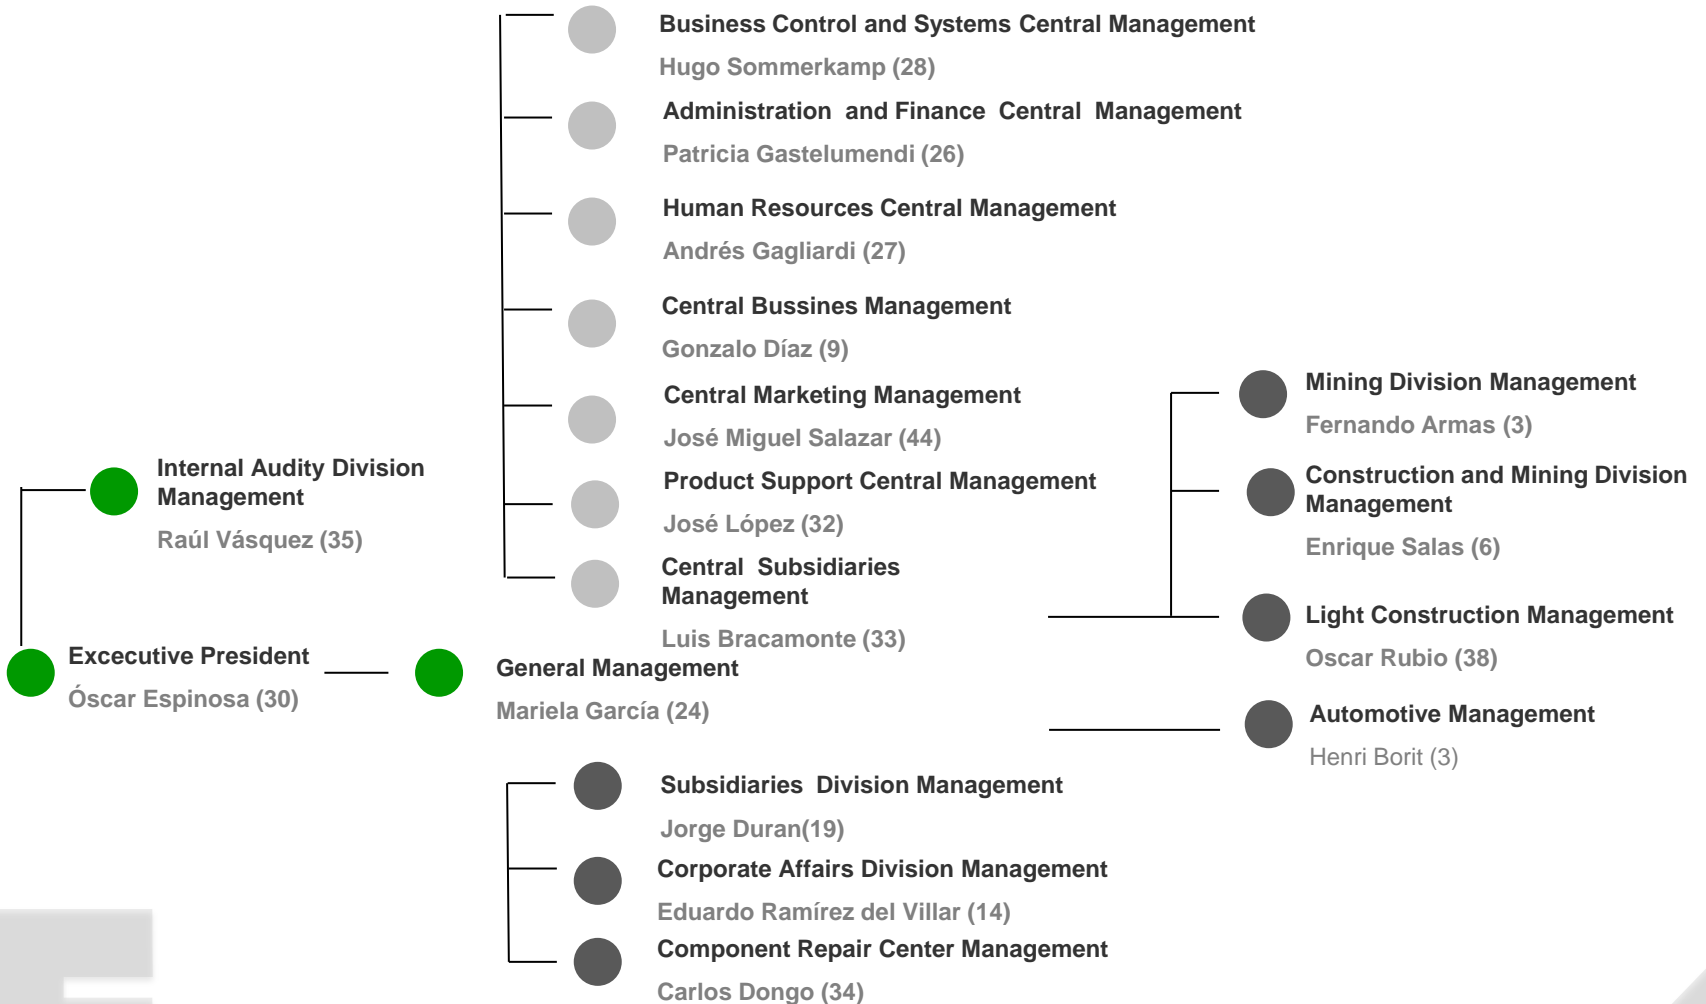 Business Control and Systems Central Management
Hugo Sommerkamp (28)
Administration and Finance Central Management
Patricia Gastelumendi (26)
Human Resources Central Management
Andrés Gagliardi (27)
Central Bussines Management
Gonzalo Díaz (9)
Central Marketing Management
José Miguel Salazar (44)
Product Support Central Management
José López (32)
Central Subsidiaries
Management
Luis Bracamonte (33)
Internal Audity Division
Management
Raúl Vásquez (35)
Excecutive President
Óscar Espinosa (30)
General Management
Mariela García (24)
Mining Division Management
Fernando Armas (3)
Construction and Mining Division
Management
Enrique Salas (6)
Light Construction Management
Oscar Rubio (38)
Automotive Management
Henri Borit (3)
Subsidiaries Division Management
Jorge Duran(19)
Corporate Affairs Division Management
Eduardo Ramírez del Villar (14)
Component Repair Center Management
Carlos Dongo (34)